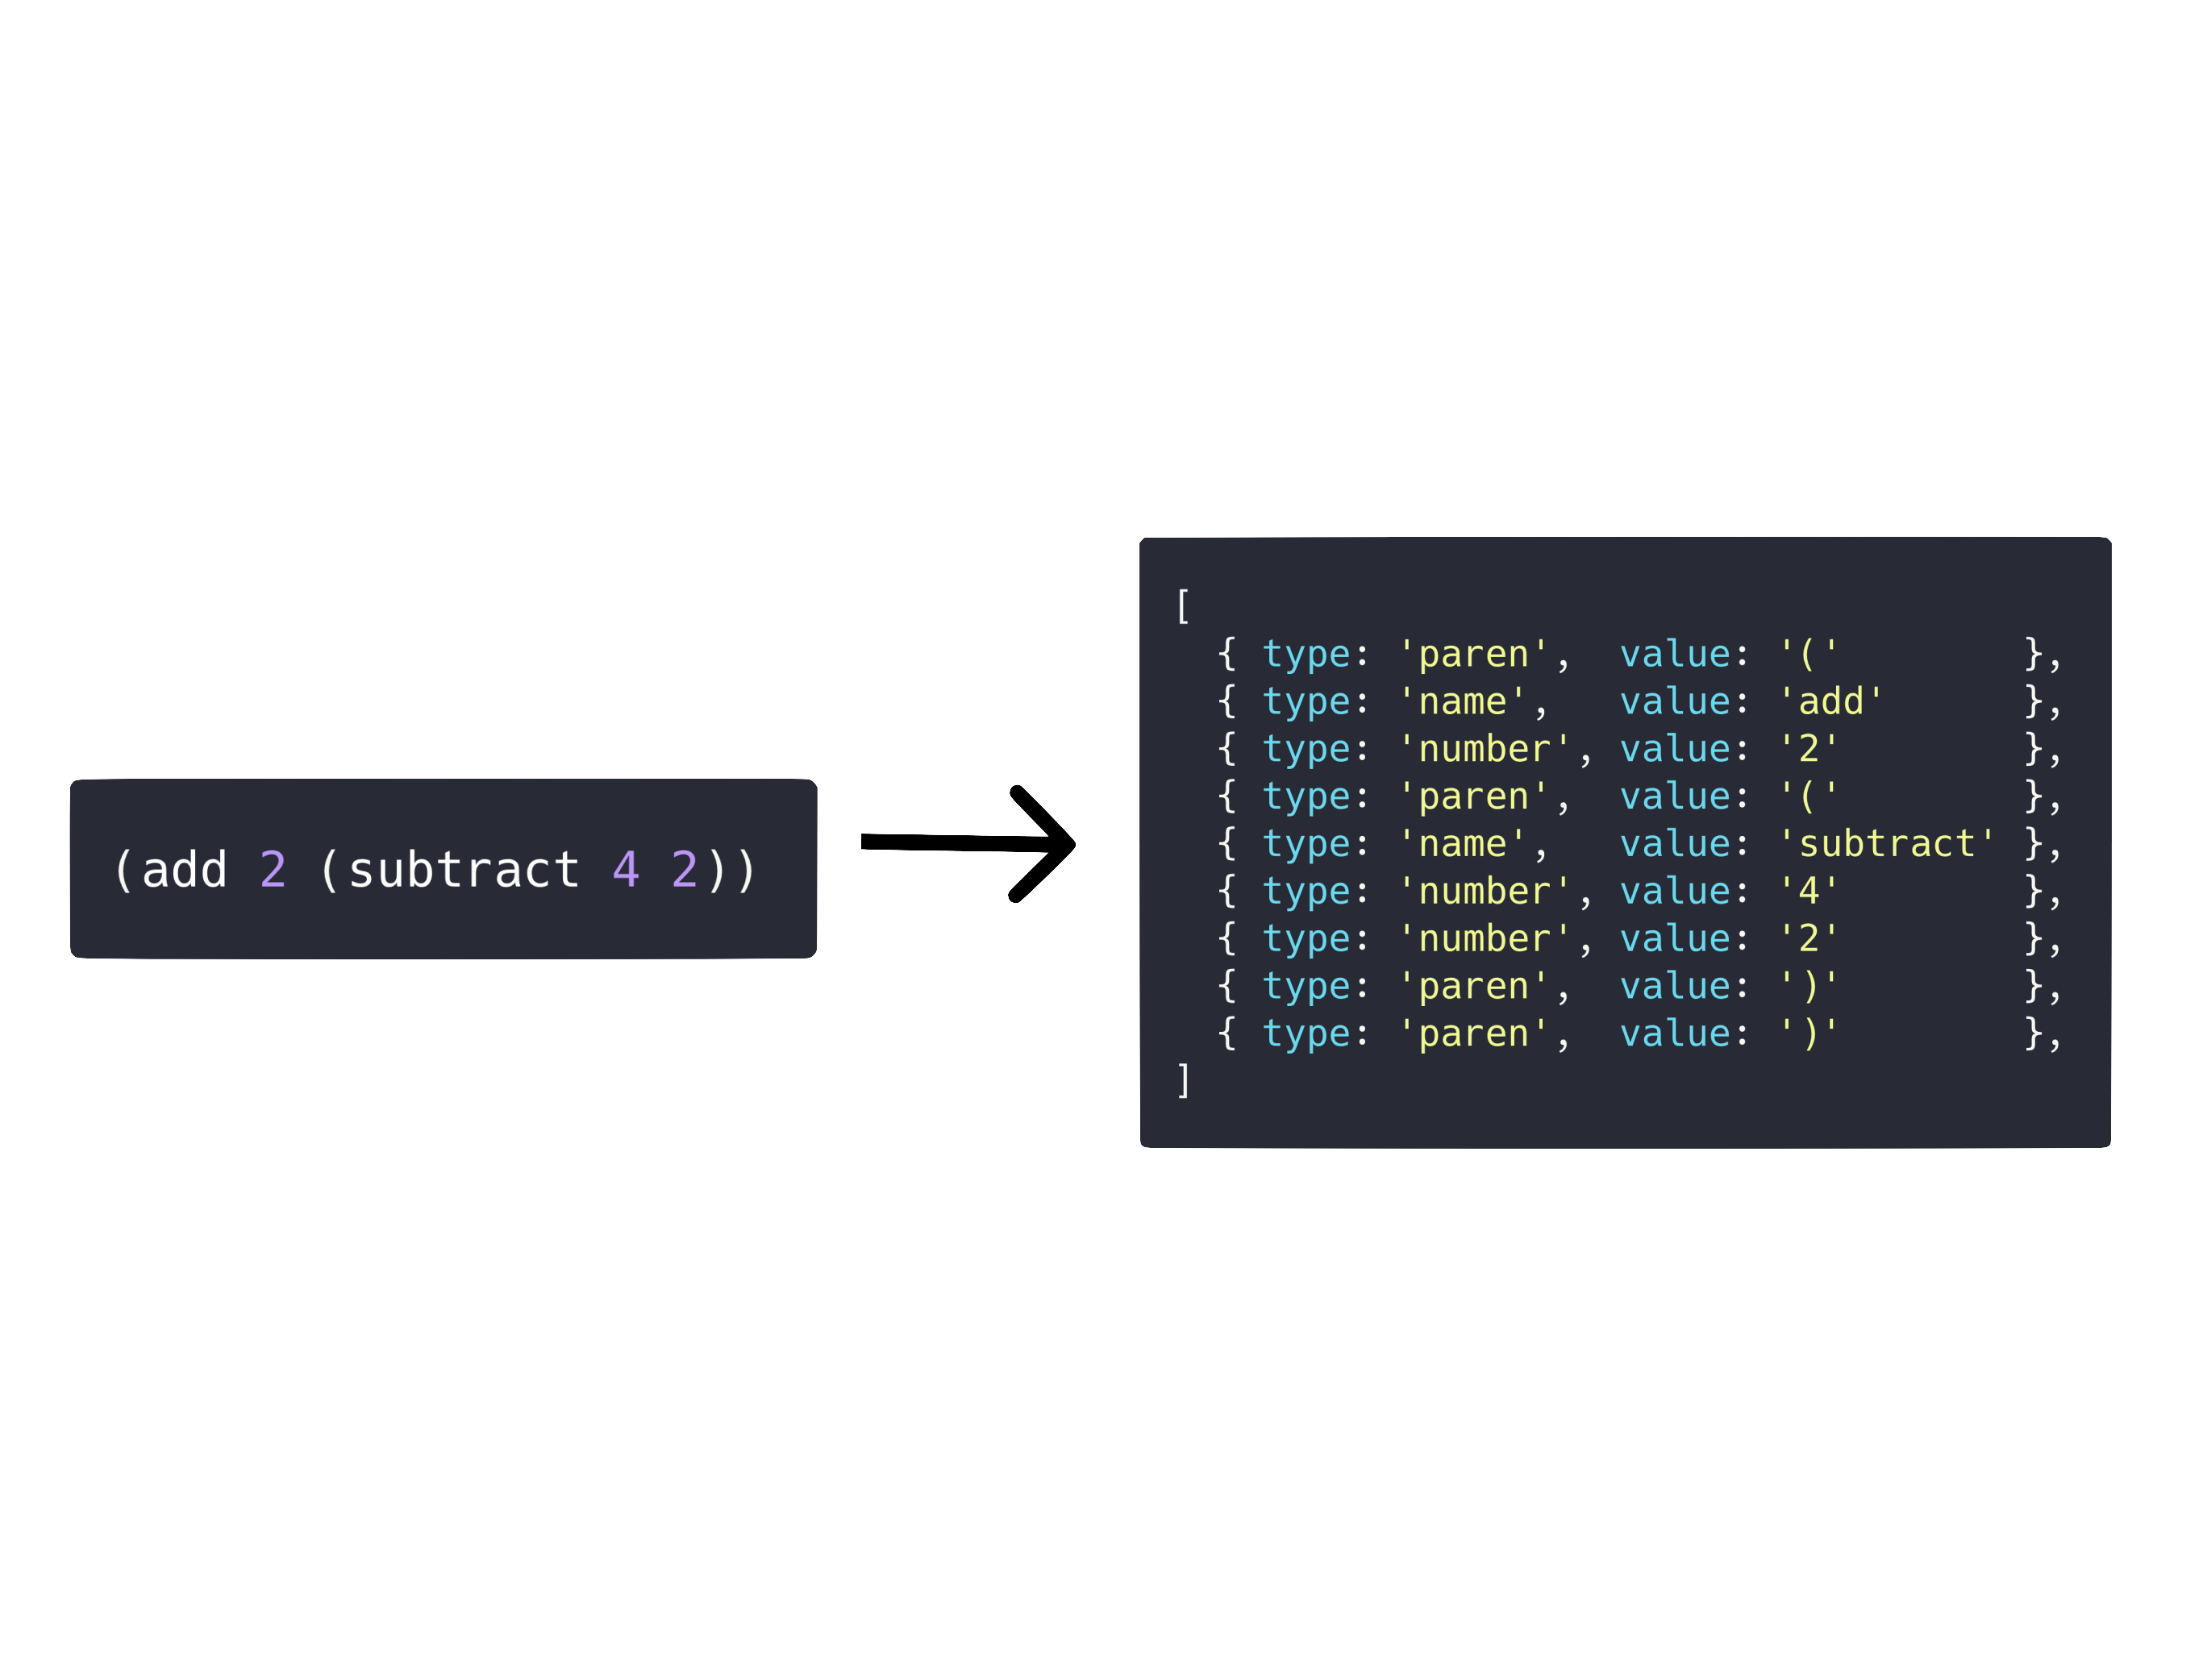 (add 2 (subtract 4 2))
[
  { type: 'paren',  value: '('        },
  { type: 'name',   value: 'add'      },
  { type: 'number', value: '2'        },
  { type: 'paren',  value: '('        },
  { type: 'name',   value: 'subtract' },
  { type: 'number', value: '4'        },
  { type: 'number', value: '2'        },
  { type: 'paren',  value: ')'        },
  { type: 'paren',  value: ')'        },
]